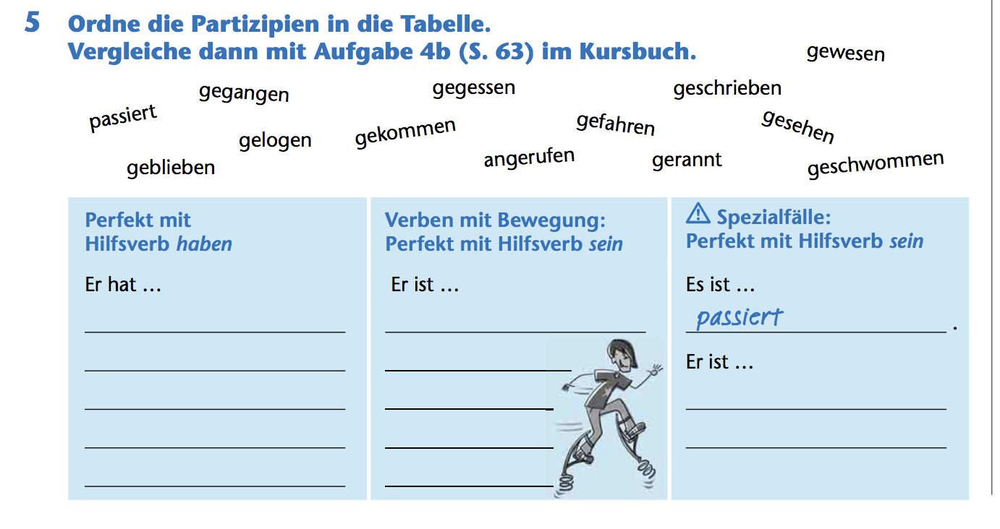 5 Ordne die Partizipien in die Tabelle.
Vergleiche dann mit Aufgabe 4b (S. 63) im Kursbuch.
gewesen
gegangen
gegessen
geschrieben
passiert
gelogen
gekommen
gefahren
gesehen
geblieben
angerufen
gerannt
geschwommen
Perfekt mit
Hilfsverb haben
Er hat …
Verben mit Bewegung:
Perfekt mit Hilfsverb sein
Er ist …
Spezialfälle:
Perfekt mit Hilfsverb sein
Es ist …
passiert .
Er ist …